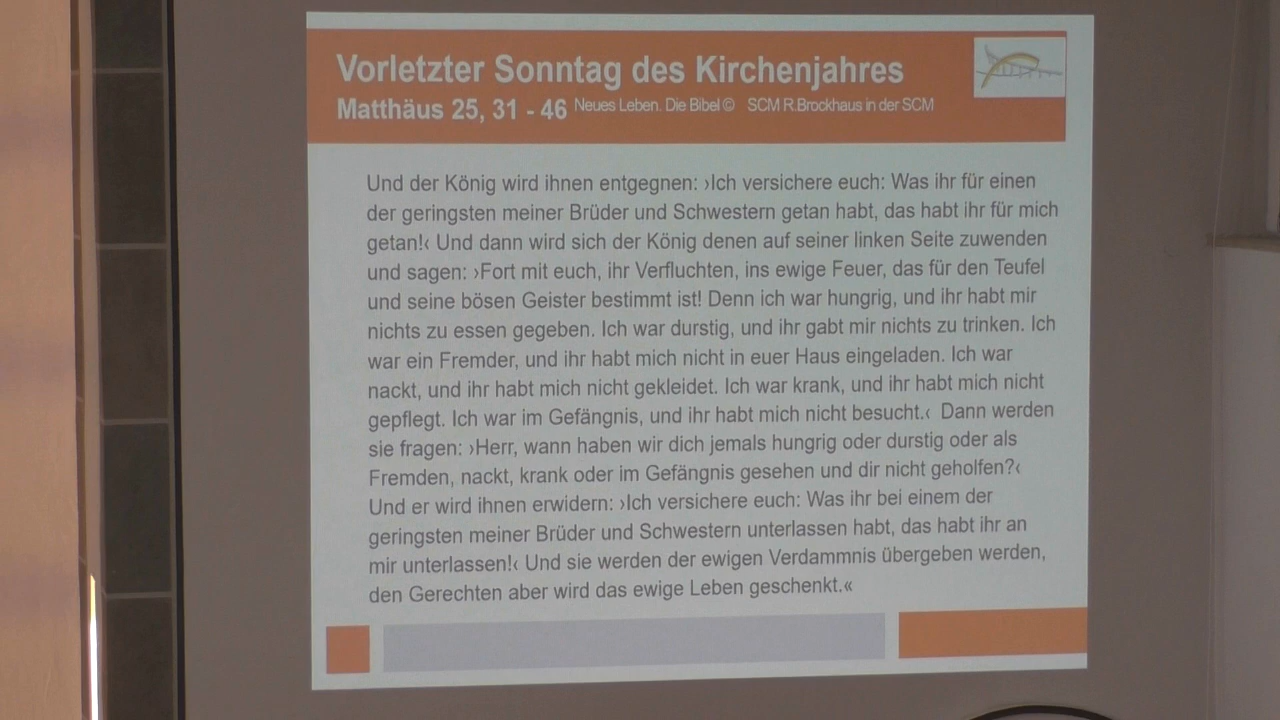 Vorletzter Sonntag des Kirchenjahres
Matthäus 25, 31 - 46 Neues Leben. Die Bibel © SCM R.Brockhaus in der SCM
Und der König wird ihnen entgegnen: ›Ich versichere euch: Was ihr für einen
der geringsten meiner Brüder und Schwestern getan habt, das habt ihr für mich
getan!‹ Und dann wird sich der König denen auf seiner linken Seite zuwenden
und sagen: ›Fort mit euch, ihr Verfluchten, ins ewige Feuer, das für den Teufel
und seine bösen Geister bestimmt ist! Denn ich war hungrig, und ihr habt mir
nichts zu essen gegeben. Ich war durstig, und ihr gabt mir nichts zu trinken. Ich
war ein Fremder, und ihr habt mich nicht in euer Haus eingeladen. Ich war
nackt, und ihr habt mich nicht gekleidet. Ich war krank, und ihr habt mich nicht
gepflegt. Ich war im Gefängnis, und ihr habt mich nicht besucht.‹ Dann werden
sie fragen: ›Herr, wann haben wir dich jemals hungrig oder durstig oder als
Fremden, nackt, krank oder im Gefängnis gesehen und dir nicht geholfen?‹
Und er wird ihnen erwidern: ›Ich versichere euch: Was ihr bei einem der
geringsten meiner Brüder und Schwestern unterlassen habt, das habt ihr an
mir unterlassen!‹ Und sie werden der ewigen Verdammnis übergeben werden,
den Gerechten aber wird das ewige Leben geschenkt.«